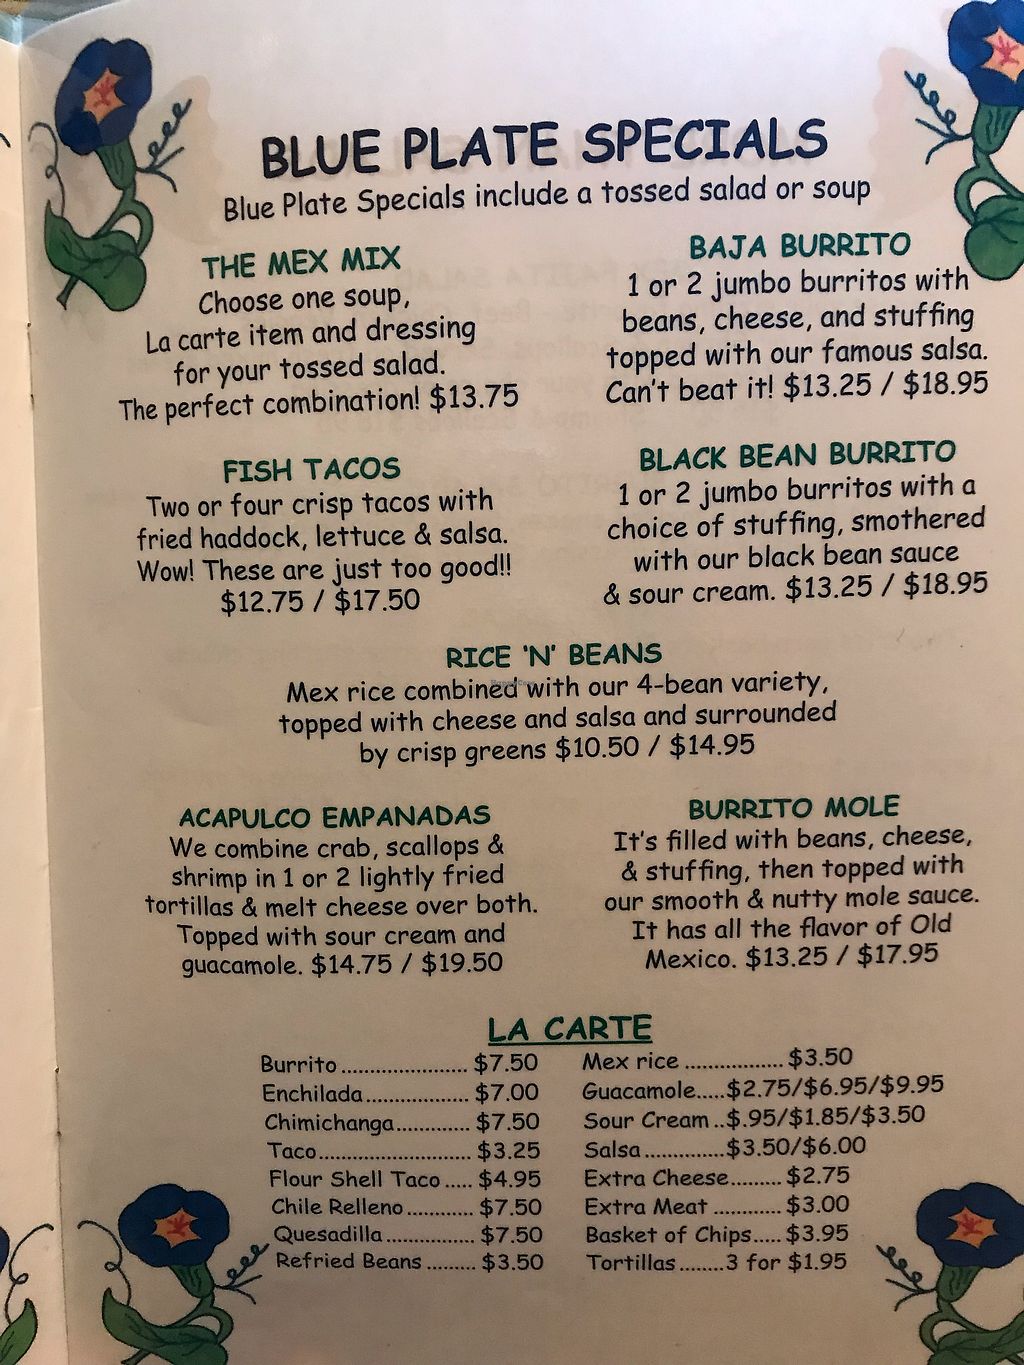 BLUE PLATE SPECIALS
Blue Plate Specials include a tossed salad or soup
THE MEX MIX
Choose one soup,
La carte item and dressing
for your tossed salad.
The perfect combination! $13.75
BAJA BURRITO
1 or 2 jumbo burritos with
beans, cheese, and stuffing
topped with our famous salsa.
Can't beat it! $13.25 / $18.95
FISH TACOS
Two or four crisp tacos with
fried haddock, lettuce & salsa.
Wow! These are just too good!!
$12.75 / $17.50
BLACK BEAN BURRITO
1 or 2 jumbo burritos with a
choice of stuffing, smothered
with our black bean sauce
& sour cream. $13.25 / $18.95
RICE 'N' BEANS
Mex rice combined with our 4-bean variety,
topped with cheese and salsa and surrounded
by crisp greens $10.50 / $14.95
ACAPULCO EMPANADAS
We combine crab, scallops &
shrimp in 1 or 2 lightly fried
tortillas & melt cheese over both.
Topped with sour cream and
guacamole. $14.75 / $19.50
BURRITO MOLE
It's filled with beans, cheese,
& stuffing, then topped with
our smooth & nutty mole sauce.
It has all the flavor of Old
Mexico. $13.25 / $17.95
LA CARTE
Burrito ....................... $7.50
Enchilada ................... $7.00
Chimichanga ............. $7.50
Taco ............................ $3.25
Flour Shell Taco ..... $4.95
Chile Relleno ............ $7.50
Quesadilla ................ $7.50
Refried Beans ......... $3.50
Mex rice .................. $3.50
Guacamole.....$2.75/$6.95/$9.95
Sour Cream ..$.95/$1.85/$3.50
Salsa ...............$3.50/$6.00
Extra Cheese......... $2.75
Extra Meat ............ $3.00
Basket of Chips..... $3.95
Tortillas ........3 for $1.95